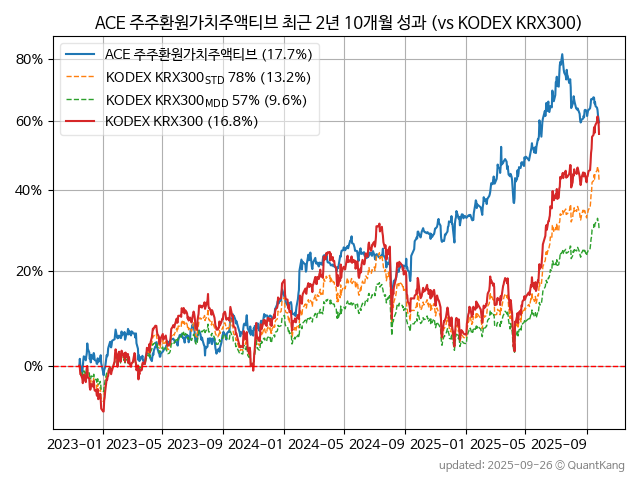 ACE 주주환원가치주액티브 최근 2년 10개월 성과 (vs KODEX KRX300)
ACE 주주환원가치주액티브 (17.7%)
KODEX KRX300STD 78% (13.2%)
KODEX KRX300MDD 57% (9.6%)
KODEX KRX300 (16.8%)
80%
60%
40%
20%
0%
2023-01 2023-05 2023-09 2024-01 2024-05 2024-09 2025-01 2025-05 2025-09
updated: 2025-09-26 © QuantKang